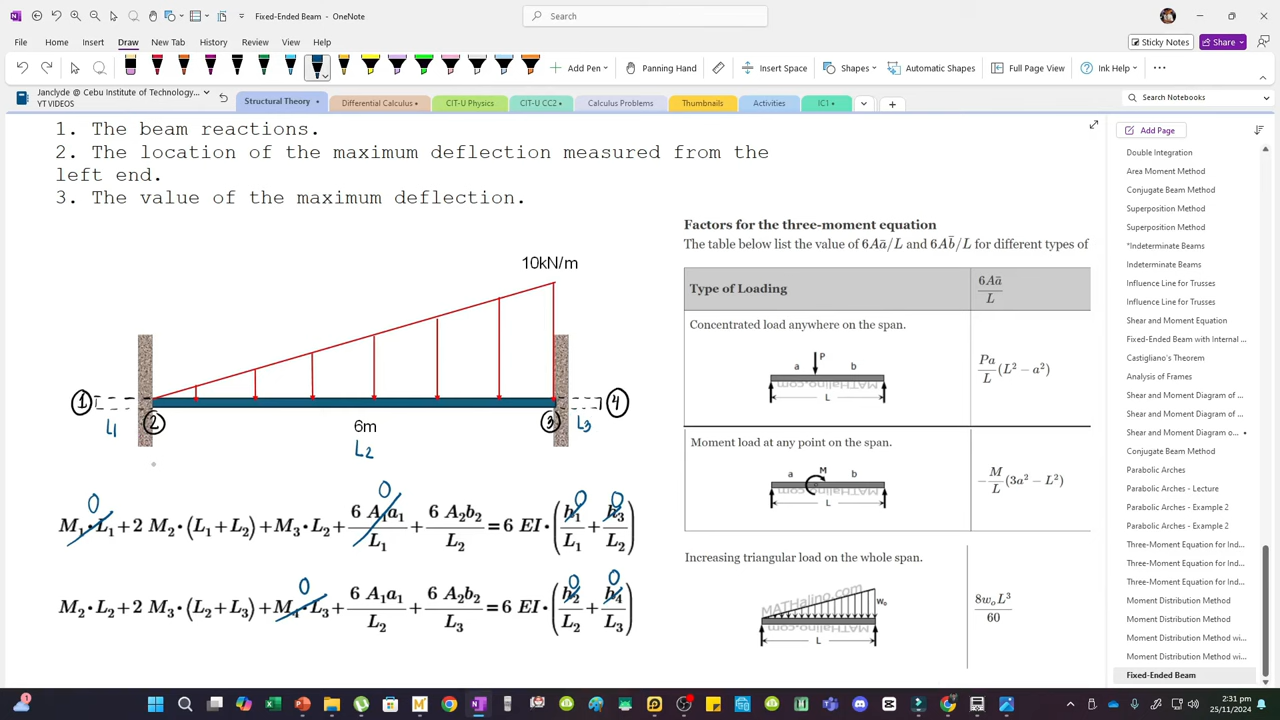 Fixed-Ended Beam - OneNote
Search
File Home Insert Draw New Tab History Review View Help
Sticky Notes Share
Add Pen Panning Hand Insert Space Shapes Automatic Shapes Full Page View Ink Help
Janclyde @ Cebu Institute of Technology...
YT VIDEOS
Structural Theory Differential Calculus CIT-U Physics CIT-U CC2 Calculus Problems Thumbnails Activities IC1
Search Notebooks
Add Page
1. The beam reactions.
2. The location of the maximum deflection measured from the
left end.
3. The value of the maximum deflection.
10kN/m
1 2 3 4
L₁ 6m L₃
L₂
0 0 0 0
M₁·L₁+2 M₂·(L₁+L₂)+M₃·L₂+ 6 A₁a₁/L₁ + 6 A₂b₂/L₂ = 6 EI·(h₁/L₁ + h₃/L₂)
0 0 0
M₂·L₂+2 M₃·(L₂+L₃)+M₄·L₃+ 6 A₁a₁/L₂ + 6 A₂b₂/L₃ = 6 EI·(h₂/L₂ + h₄/L₃)
Factors for the three-moment equation
The table below list the value of 6Aā/L and 6Ab̄/L for different types of
Type of Loading 6Aā/L
Concentrated load anywhere on the span.
a P b
L
Pa/L (L² − a²)
Moment load at any point on the span.
a M b
L
−M/L (3a² − L²)
Increasing triangular load on the whole span.
MATHalino.com
wₒ
L
8wₒL³/60
Double Integration
Area Moment Method
Conjugate Beam Method
Superposition Method
Superposition Method
*Indeterminate Beams
Indeterminate Beams
Influence Line for Trusses
Influence Line for Trusses
Shear and Moment Equation
Fixed-Ended Beam with Internal ...
Castigliano's Theorem
Analysis of Frames
Shear and Moment Diagram of ...
Shear and Moment Diagram of ...
Shear and Moment Diagram o...
Conjugate Beam Method
Parabolic Arches
Parabolic Arches - Lecture
Parabolic Arches - Example 2
Parabolic Arches - Example 2
Three-Moment Equation for Ind...
Three-Moment Equation for Ind...
Three-Moment Equation for Ind...
Moment Distribution Method
Moment Distribution Method
Moment Distribution Method wi...
Moment Distribution Method wi...
Fixed-Ended Beam
2:31 pm
25/11/2024